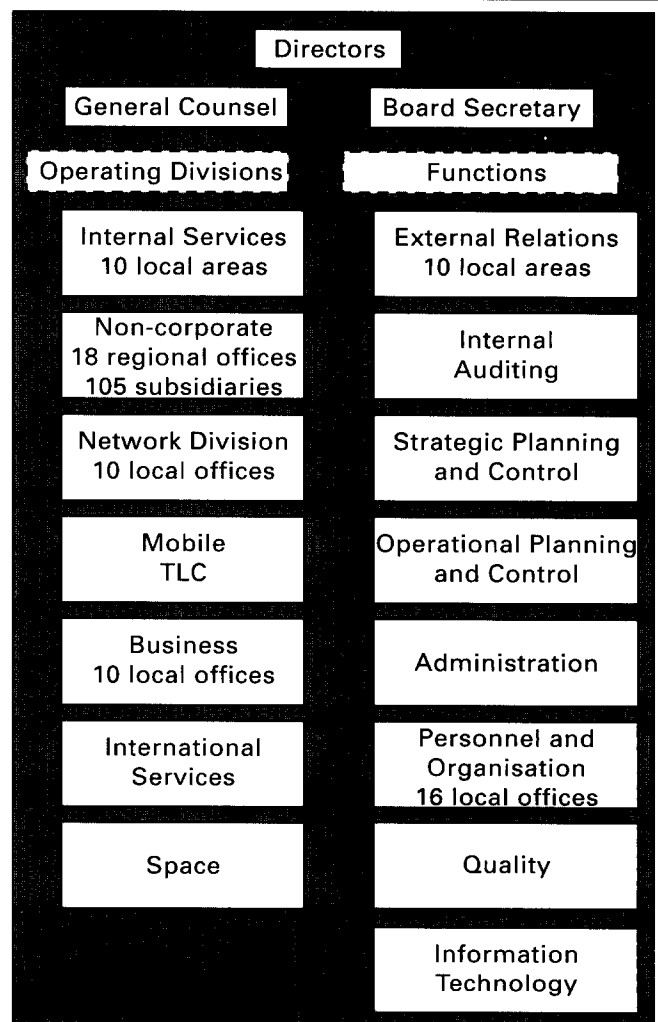 Directors
General Counsel
Board Secretary
Operating Divisions
Functions
Internal Services
10 local areas
External Relations
10 local areas
Non-corporate
18 regional offices
105 subsidiaries
Internal
Auditing
Network Division
10 local offices
Strategic Planning
and Control
Mobile
TLC
Operational Planning
and Control
Business
10 local offices
Administration
International
Services
Personnel and
Organisation
16 local offices
Space
Quality
Information
Technology